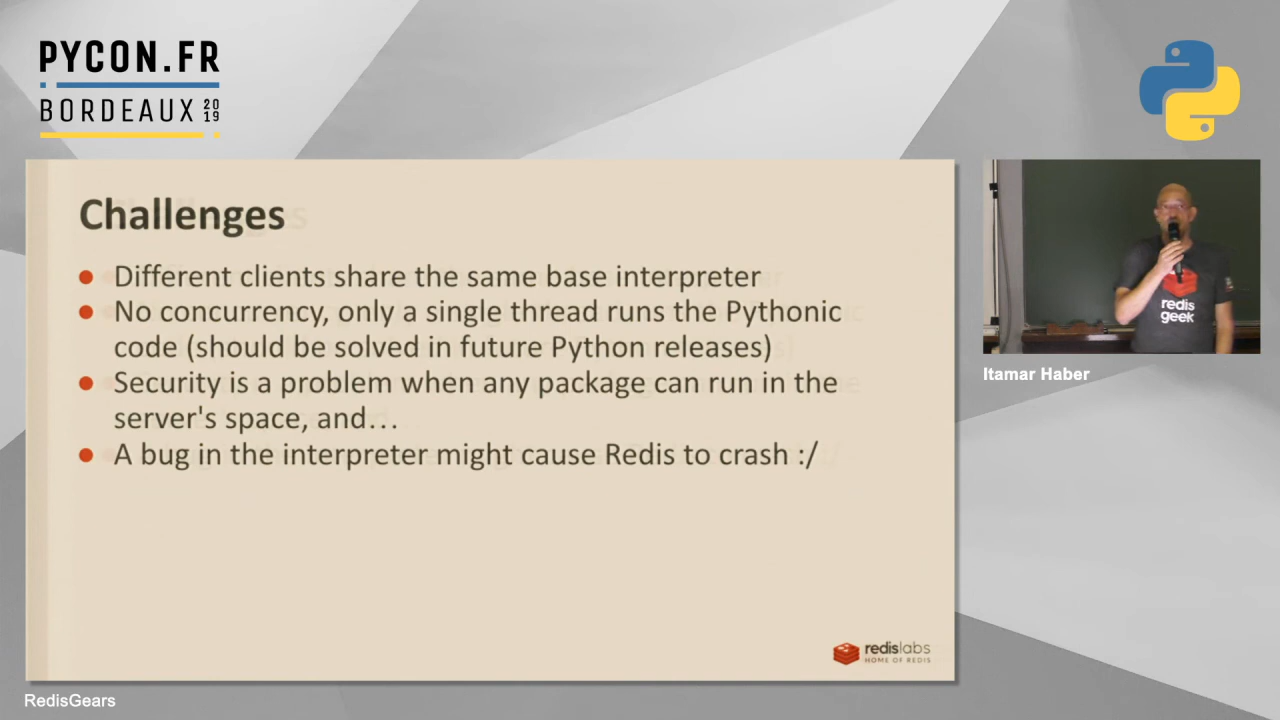 PYCON.FR
BORDEAUX 2019
Challenges
Different clients share the same base interpreter
No concurrency, only a single thread runs the Pythonic
code (should be solved in future Python releases)
Security is a problem when any package can run in the
server's space, and…
A bug in the interpreter might cause Redis to crash :/
redislabs
HOME OF REDIS
redis
geek
Itamar Haber
RedisGears